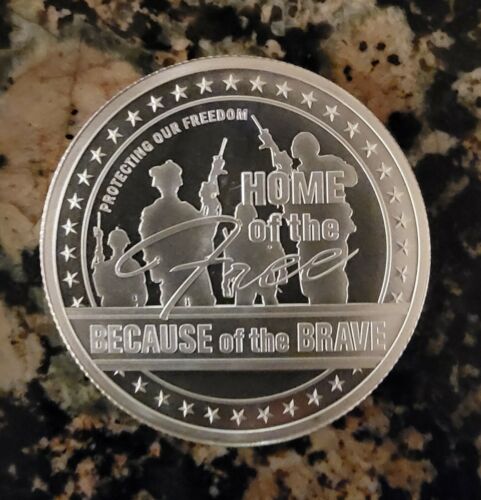 PROTECTING OUR FREEDOM
HOME
of the
Free
BECAUSE of the BRAVE